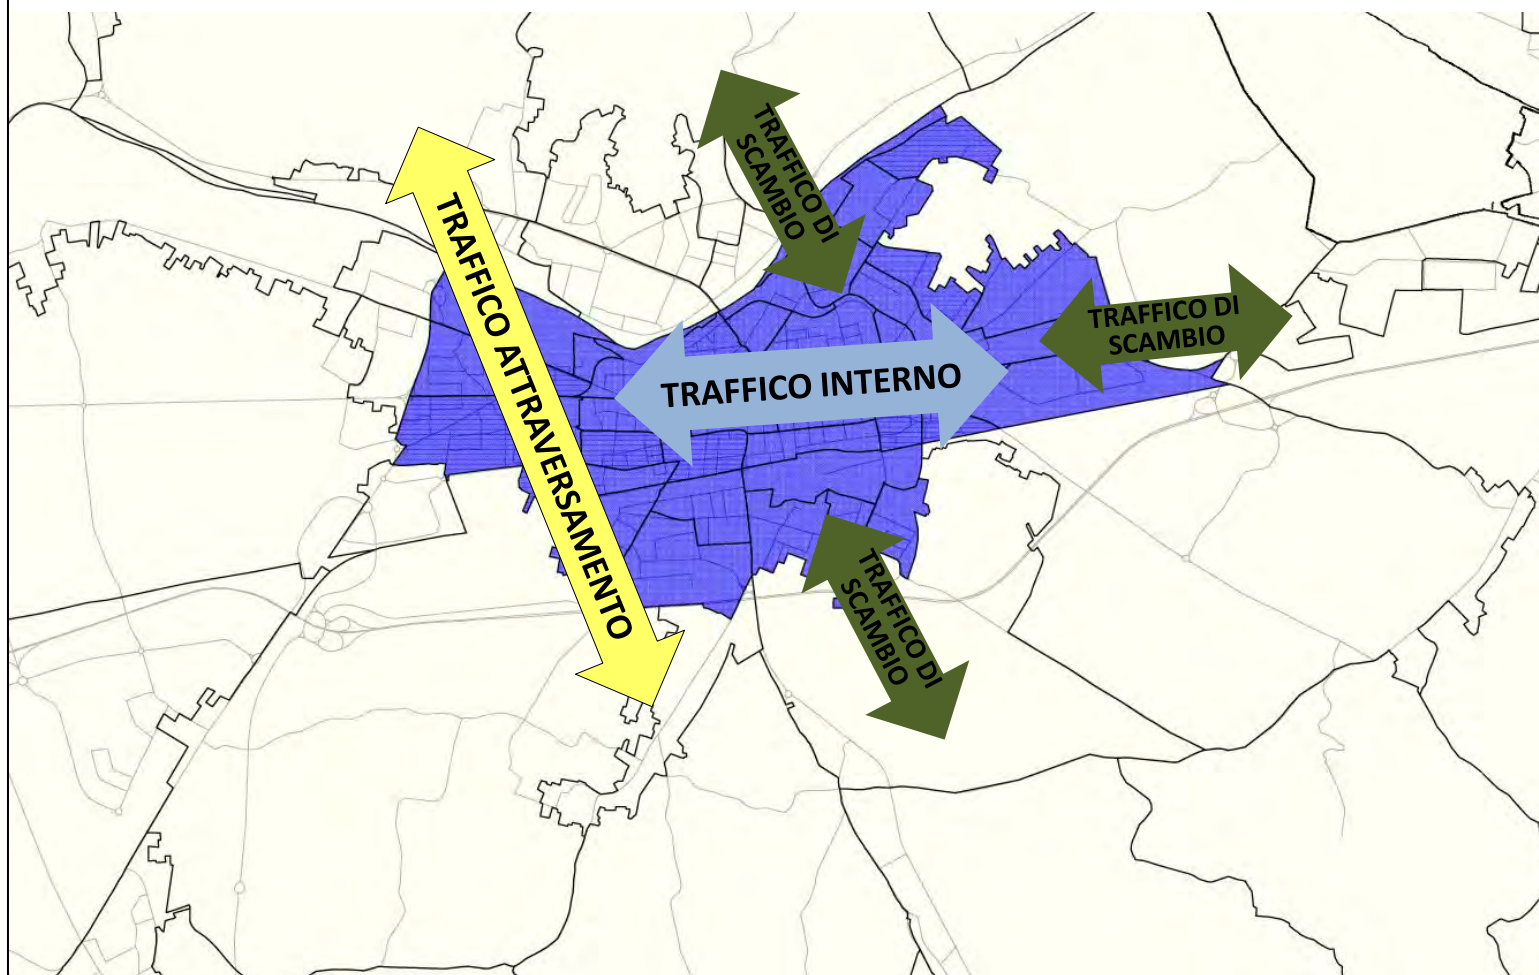 TRAFFICO DI
SCAMBIO
TRAFFICO ATTRAVERSAMENTO
TRAFFICO DI
SCAMBIO
TRAFFICO INTERNO
TRAFFICO DI
SCAMBIO